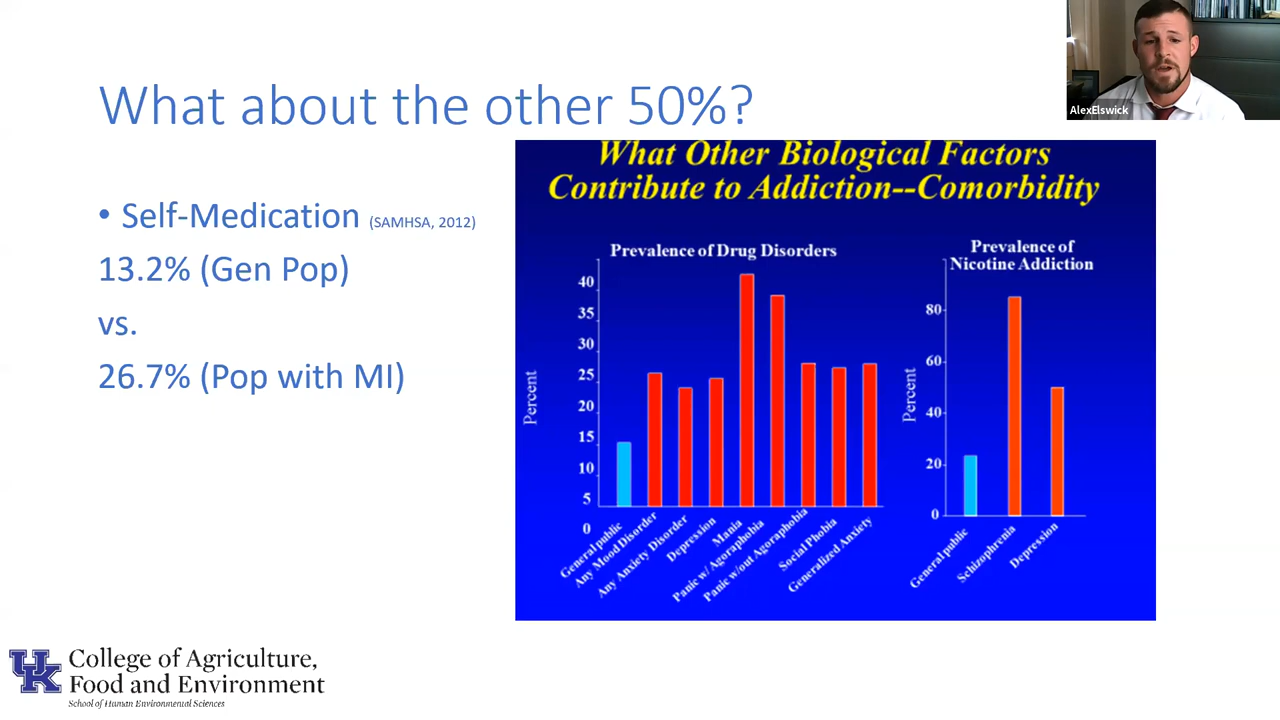 What about the other 50%?
AlexElswick
• Self-Medication (SAMHSA, 2012)
13.2% (Gen Pop)
vs.
26.7% (Pop with MI)
What Other Biological Factors
Contribute to Addiction--Comorbidity
Prevalence of Drug Disorders
Percent
40
35
30
25
20
15
10
5
0
General public
Any Mood Disorder
Any Anxiety Disorder
Depression
Mania
Panic w/ Agoraphobia
Panic w/out Agoraphobia
Social Phobia
Generalized Anxiety
Prevalence of
Nicotine Addiction
Percent
80
60
40
20
0
General public
Schizophrenia
Depression
UK
College of Agriculture,
Food and Environment
School of Human Environmental Sciences